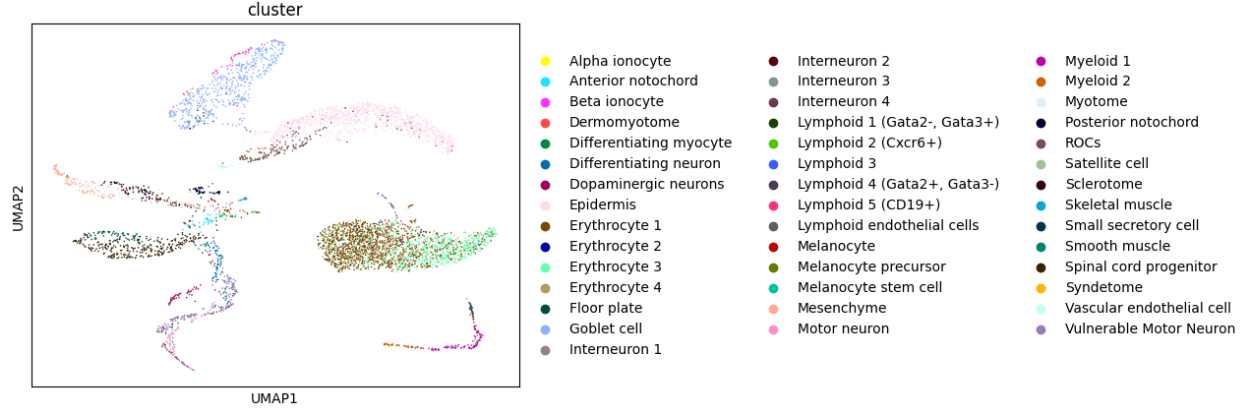 cluster
UMAP2
UMAP1
Alpha ionocyte
Anterior notochord
Beta ionocyte
Dermomyotome
Differentiating myocyte
Differentiating neuron
Dopaminergic neurons
Epidermis
Erythrocyte 1
Erythrocyte 2
Erythrocyte 3
Erythrocyte 4
Floor plate
Goblet cell
Interneuron 1
Interneuron 2
Interneuron 3
Interneuron 4
Lymphoid 1 (Gata2-, Gata3+)
Lymphoid 2 (Cxcr6+)
Lymphoid 3
Lymphoid 4 (Gata2+, Gata3-)
Lymphoid 5 (CD19+)
Lymphoid endothelial cells
Melanocyte
Melanocyte precursor
Melanocyte stem cell
Mesenchyme
Motor neuron
Myeloid 1
Myeloid 2
Myotome
Posterior notochord
ROCs
Satellite cell
Sclerotome
Skeletal muscle
Small secretory cell
Smooth muscle
Spinal cord progenitor
Syndetome
Vascular endothelial cell
Vulnerable Motor Neuron